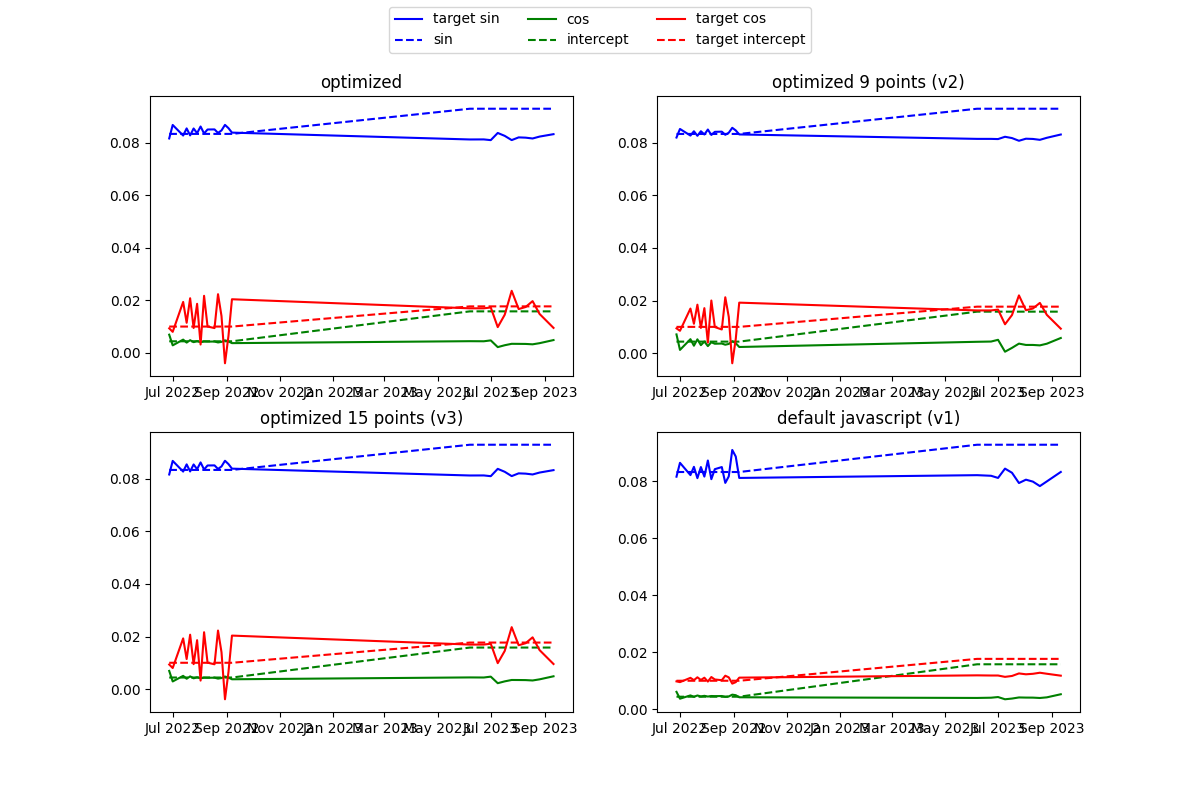 target sin cos target cos
sin intercept target intercept
optimized
0.08
0.06
0.04
0.02
0.00
Jul 2022 Sep 2022 Nov 2022 Jan 2023 Mar 2023 May 2023 Jul 2023 Sep 2023
optimized 9 points (v2)
0.08
0.06
0.04
0.02
0.00
Jul 2022 Sep 2022 Nov 2022 Jan 2023 Mar 2023 May 2023 Jul 2023 Sep 2023
optimized 15 points (v3)
0.08
0.06
0.04
0.02
0.00
Jul 2022 Sep 2022 Nov 2022 Jan 2023 Mar 2023 May 2023 Jul 2023 Sep 2023
default javascript (v1)
0.08
0.06
0.04
0.02
0.00
Jul 2022 Sep 2022 Nov 2022 Jan 2023 Mar 2023 May 2023 Jul 2023 Sep 2023